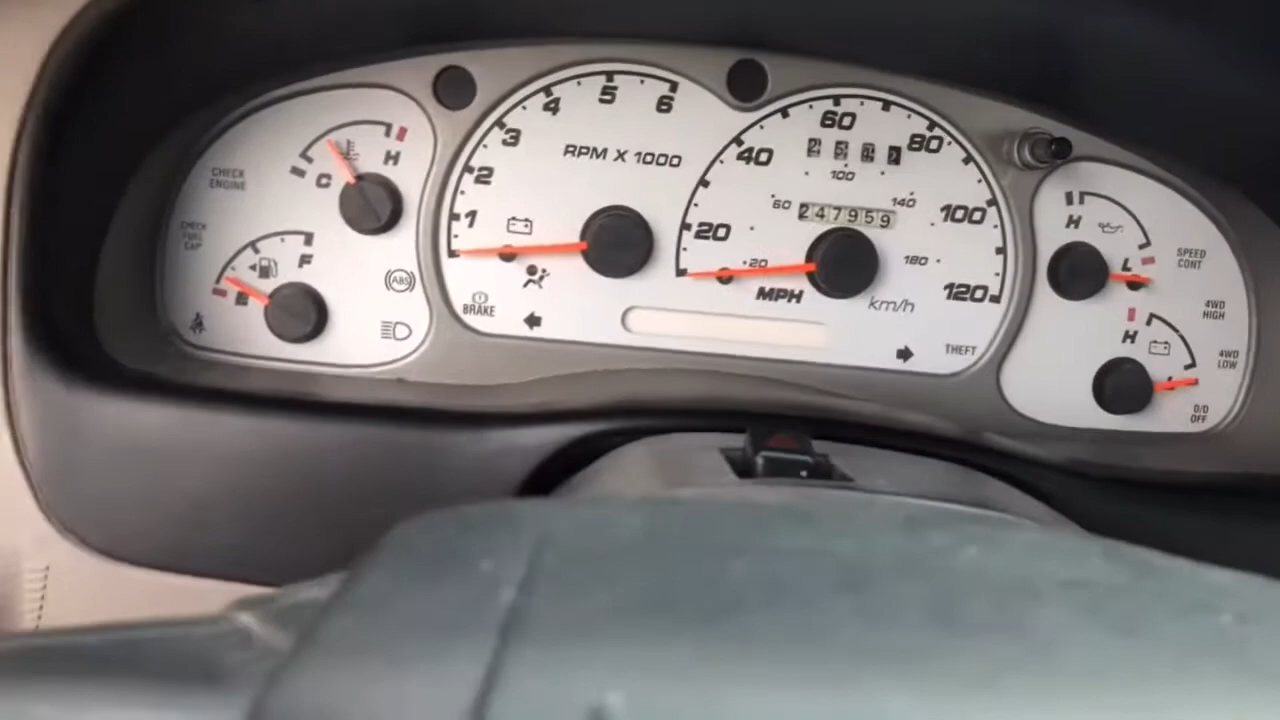 CHECK
ENGINE
CHECK
FUEL
CAP
H
C
F
E
ABS
1
2
3
4
5
6
RPM X 1000
BRAKE
20
40
60
80
100
120
20
60
100
140
180
247959
MPH
km/h
THEFT
H
L
SPEED
CONT
4WD
HIGH
4WD
LOW
H
O/D
OFF